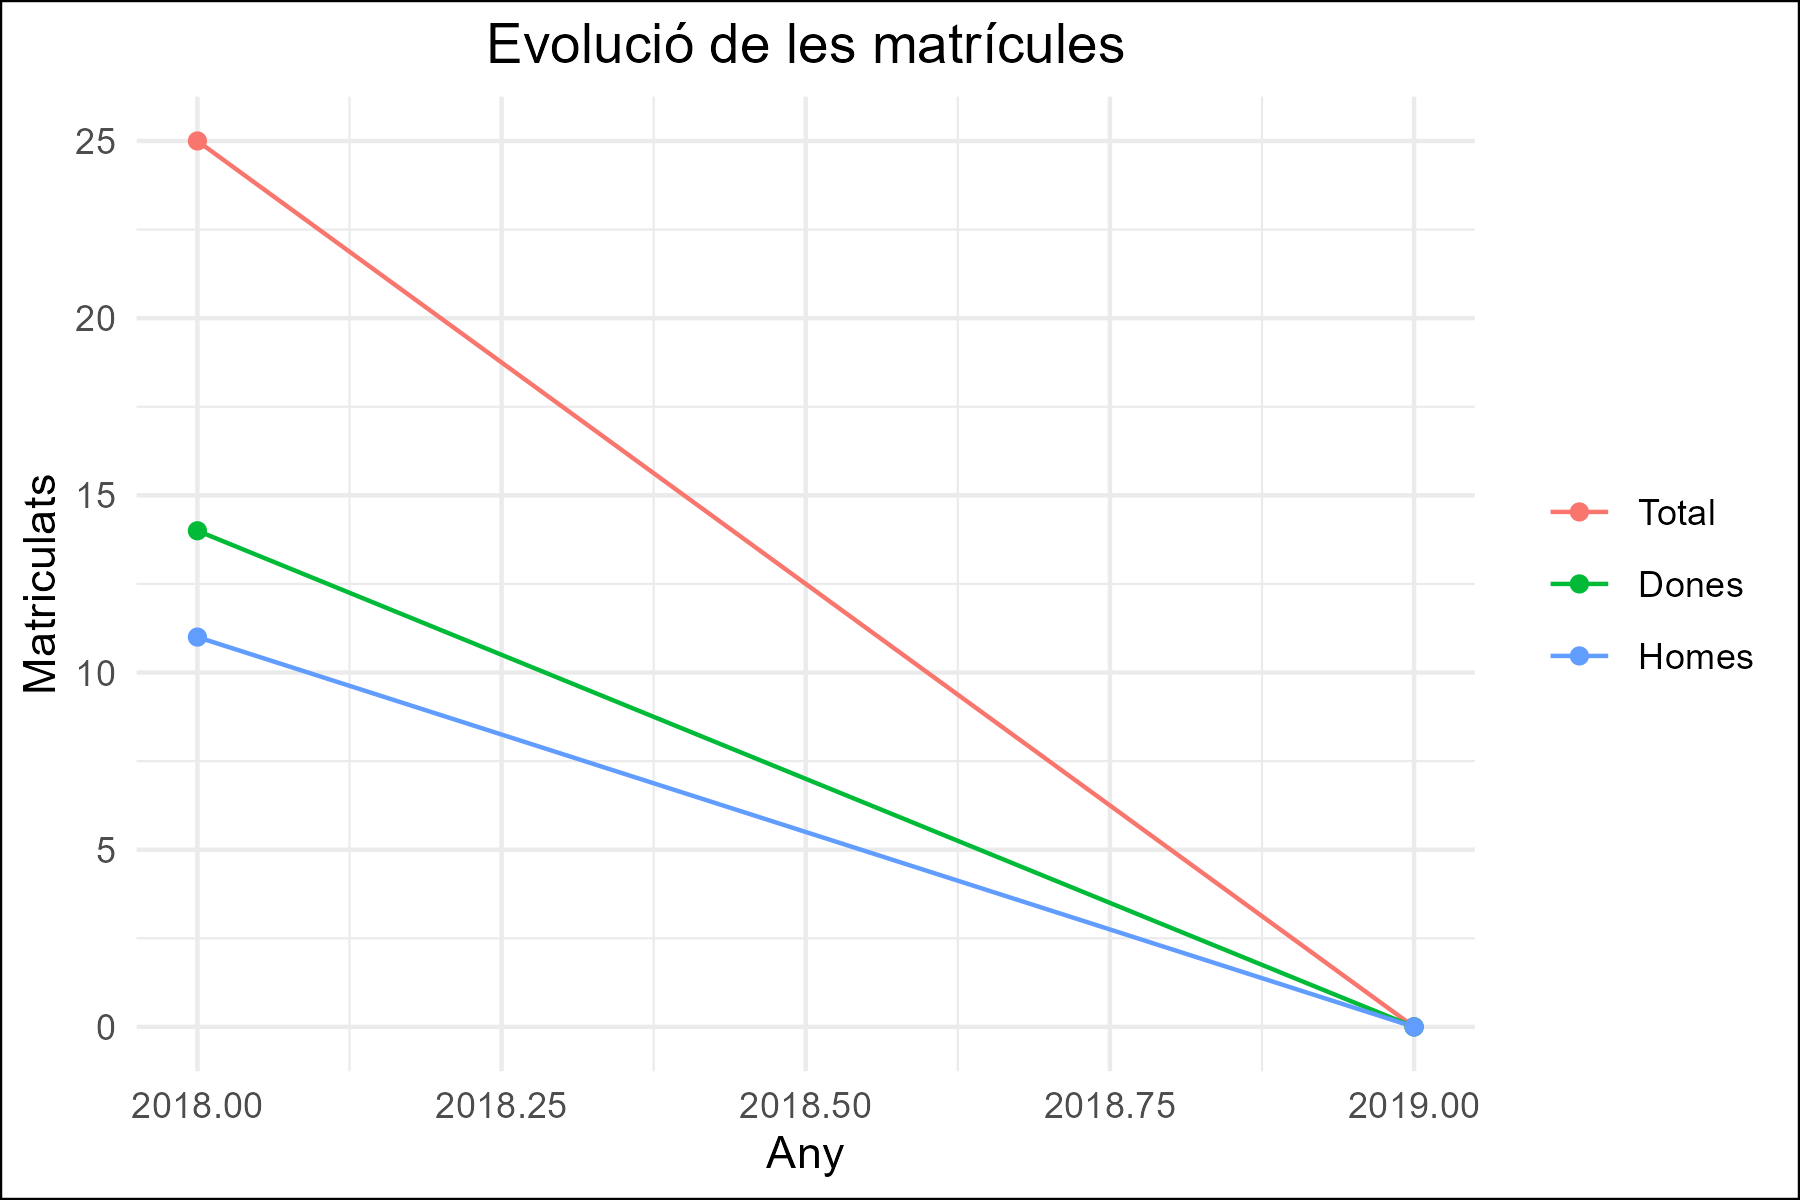 Evolució de les matrícules
Matriculats
25
20
15
10
5
0
2018.00 2018.25 2018.50 2018.75 2019.00
Any
Total
Dones
Homes